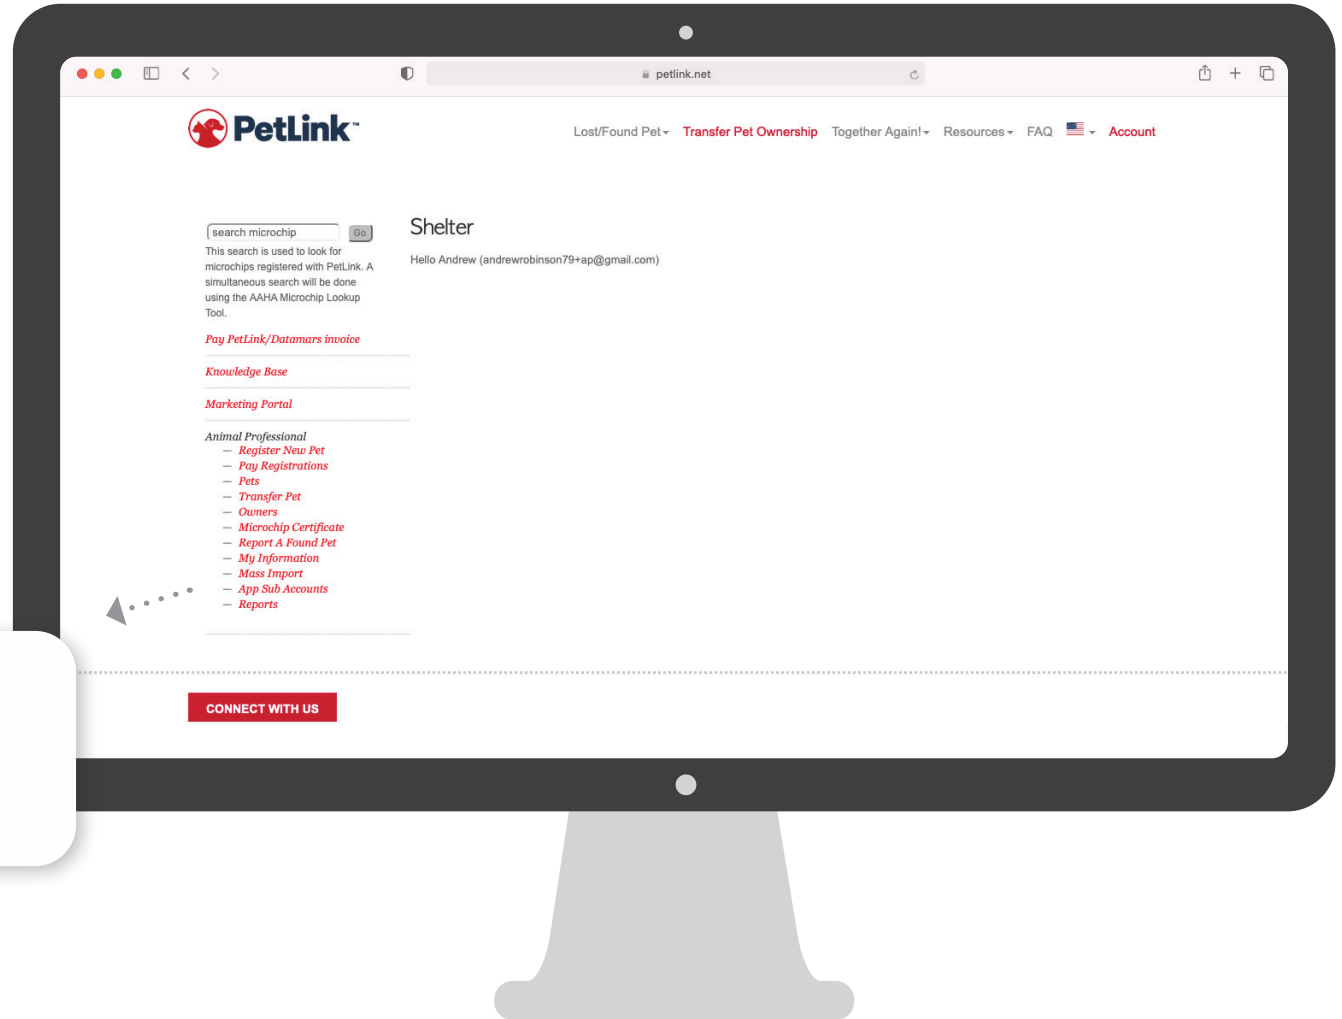 petlink.net
PetLink™
Lost/Found Pet Transfer Pet Ownership Together Again! Resources FAQ Account
search microchip Go
This search is used to look for
microchips registered with PetLink. A
simultaneous search will be done
using the AAHA Microchip Lookup
Tool.
Pay PetLink/Datamars invoice
Knowledge Base
Marketing Portal
Animal Professional
— Register New Pet
— Pay Registrations
— Pets
— Transfer Pet
— Owners
— Microchip Certificate
— Report A Found Pet
— My Information
— Mass Import
— App Sub Accounts
— Reports
Shelter
Hello Andrew (andrewrobinson79+ap@gmail.com)
CONNECT WITH US